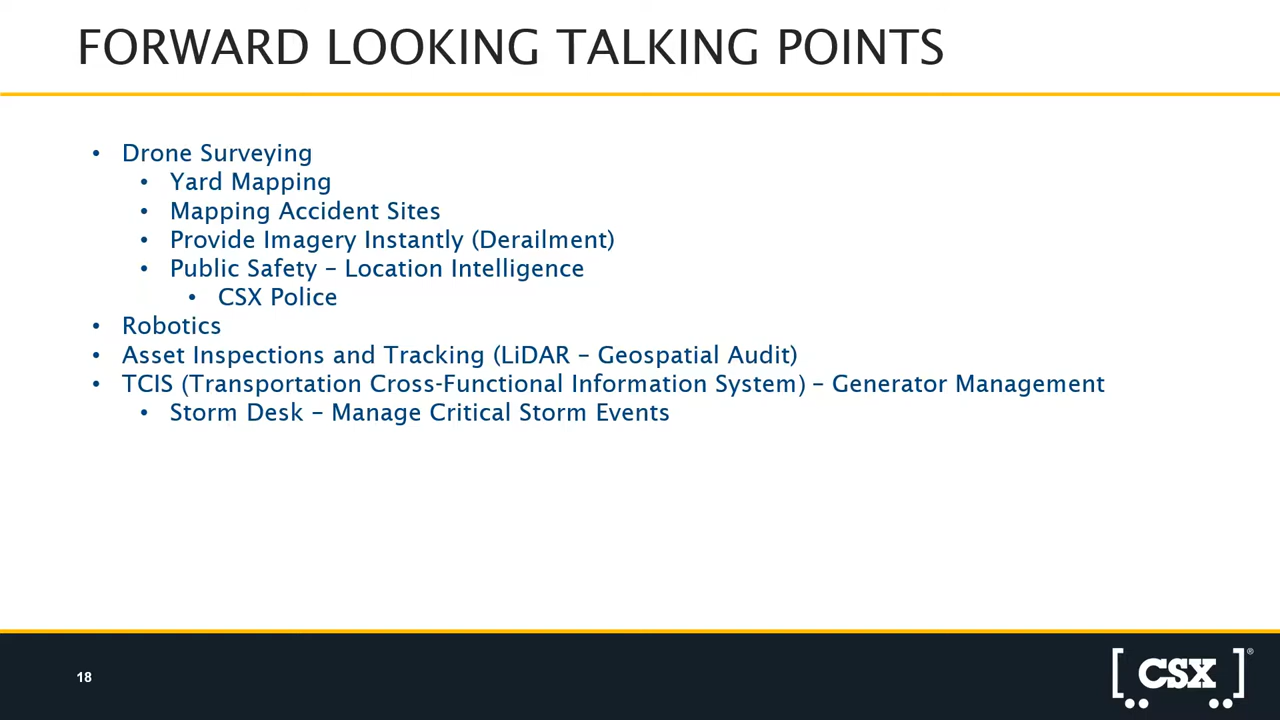 FORWARD LOOKING TALKING POINTS
• Drone Surveying
• Yard Mapping
• Mapping Accident Sites
• Provide Imagery Instantly (Derailment)
• Public Safety – Location Intelligence
• CSX Police
• Robotics
• Asset Inspections and Tracking (LiDAR – Geospatial Audit)
• TCIS (Transportation Cross-Functional Information System) – Generator Management
• Storm Desk – Manage Critical Storm Events
18
[CSX]®